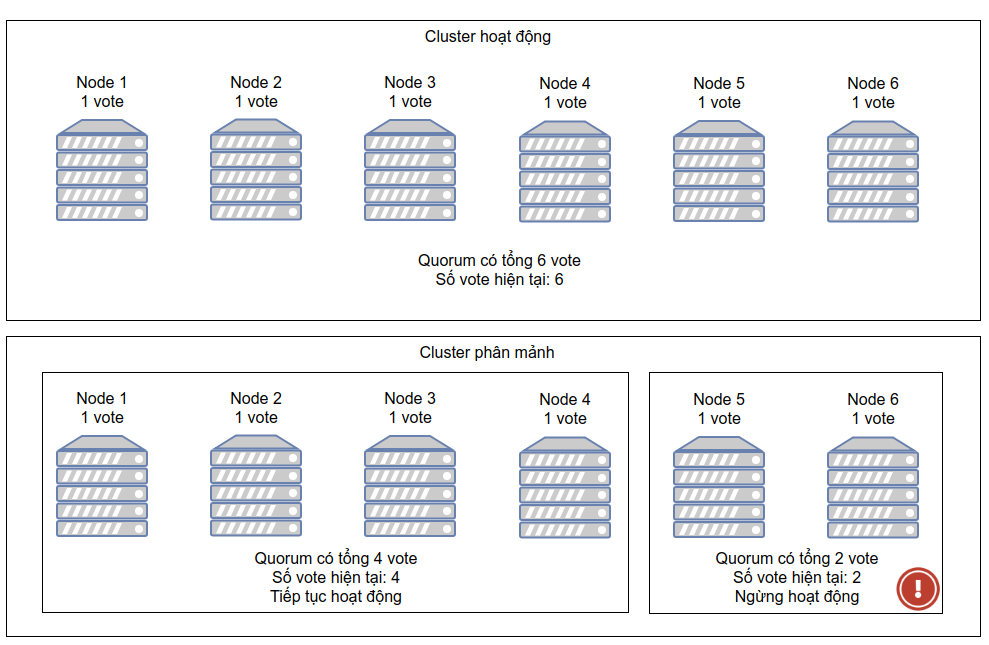 Cluster hoạt động
Node 1
1 vote
Node 2
1 vote
Node 3
1 vote
Node 4
1 vote
Node 5
1 vote
Node 6
1 vote
Quorum có tổng 6 vote
Số vote hiện tại: 6
Cluster phân mảnh
Node 1
1 vote
Node 2
1 vote
Node 3
1 vote
Node 4
1 vote
Quorum có tổng 4 vote
Số vote hiện tại: 4
Tiếp tục hoạt động
Node 5
1 vote
Node 6
1 vote
Quorum có tổng 2 vote
Số vote hiện tại: 2
Ngừng hoạt động
!